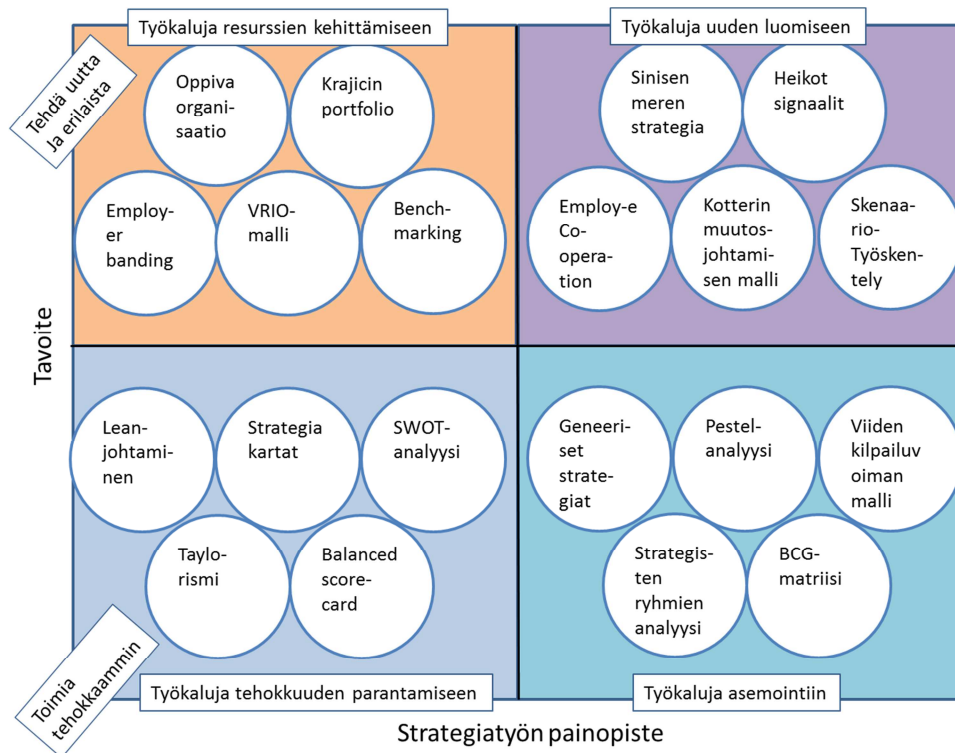 Työkaluja resurssien kehittämiseen
Työkaluja uuden luomiseen
Tehdä uutta
Ja erilaista
Oppiva
organi-
saatio
Krajicin
portfolio
Employ-
er
banding
VRIO-
malli
Bench-
marking
Sinisen
meren
strategia
Heikot
signaalit
Employ-e
Co-
opera-
tion
Kotterin
muutos-
johtami-
sen malli
Skenaa-
rio-
Työsken-
tely
Tavoite
Lean-
johtami-
nen
Strategia
kartat
SWOT-
analyysi
Taylo-
rismi
Balanced
score-
card
Geneeri-
set
strate-
giat
Pestel-
analyysi
Viiden
kilpailuv
oiman
malli
Strategis-
ten
ryhmien
analyysi
BCG-
matriisi
Toimia
tehokkaammin
Työkaluja tehokkuuden parantamiseen
Työkaluja asemointiin
Strategiatyön painopiste